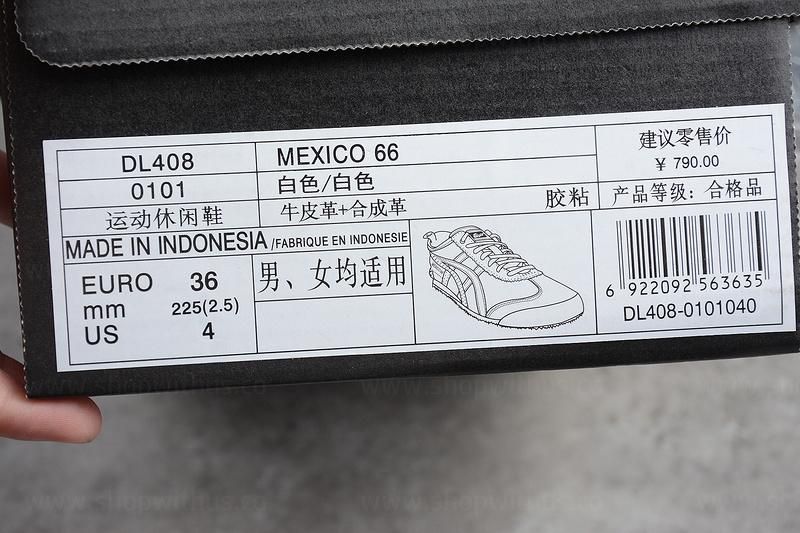 DL408
MEXICO 66
建议零售价
¥ 790.00
0101
白色/白色
运动休闲鞋
牛皮革+合成革
胶粘
产品等级：合格品
MADE IN INDONESIA /FABRIQUE EN INDONESIE
EURO 36
男、女均适用
mm 225(2.5)
US 4
6 922092 563635
DL408-0101040
www.shopwithus.co